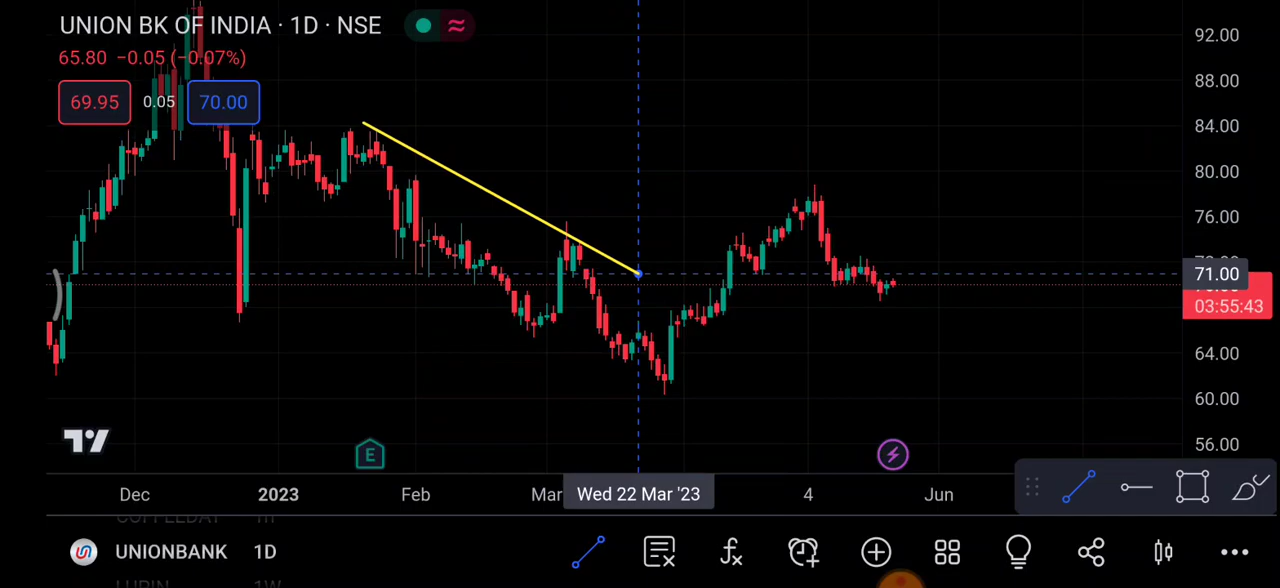 UNION BK OF INDIA · 1D · NSE
65.80 −0.05 (−0.07%)
69.95 0.05 70.00
92.00
88.00
84.00
80.00
76.00
71.00
03:55:43
64.00
60.00
56.00
E
Dec 2023 Feb Mar Wed 22 Mar '23 4 Jun
UNIONBANK 1D
LUPIN 1W